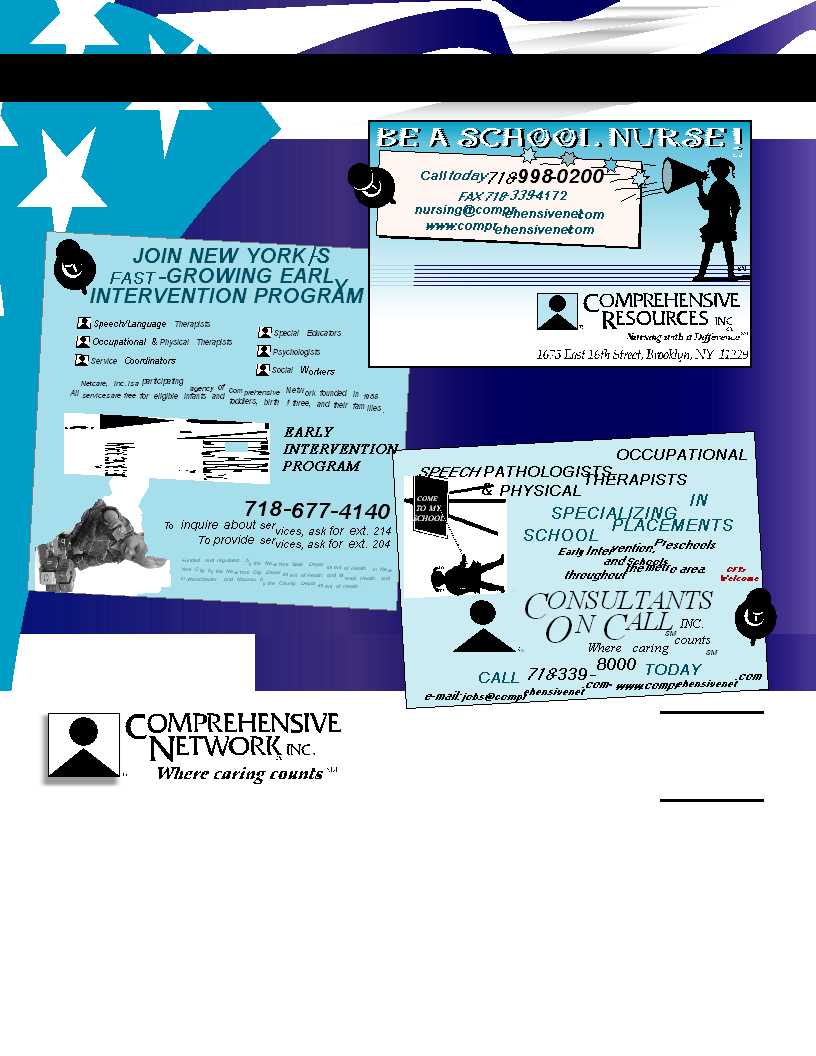 BE A SCHOOL NURSE!
Call today 718-998-0200
FAX 718-339-4172
nursing@comprehensivenet.com
www.comprehensivenet.com
COMPREHENSIVE
RESOURCES INC.
Nursing with a Difference SM
1675 East 16th Street, Brooklyn, NY 11229
JOIN NEW YORK'S
FAST-GROWING EARLY
INTERVENTION PROGRAM
Speech/Language Therapists
Occupational & Physical Therapists
Service Coordinators
Special Educators
Psychologists
Social Workers
Netcare, Inc. is a participating agency of Comprehensive Network founded in
All services are free for eligible infants and toddlers, birth three, and their families.
EARLY
INTERVENTION
PROGRAM
718-677-4140
To inquire about services, ask for ext. 214
To provide services, ask for ext. 204
SPEECH PATHOLOGISTS, OCCUPATIONAL
& PHYSICAL THERAPISTS
SPECIALIZING IN
SCHOOL PLACEMENTS
COME
TO MY
SCHOOL
Early Intervention, Preschools
and Schools
throughout the metro area.
CFYs
Welcome
CONSULTANTS
ON CALL INC.
SM
Where caring counts SM
CALL 718-339-8000 TODAY
e-mail: jobs@comprehensivenet.com - www.comprehensivenet.com
COMPREHENSIVE
NETWORK INC.
Where caring counts SM